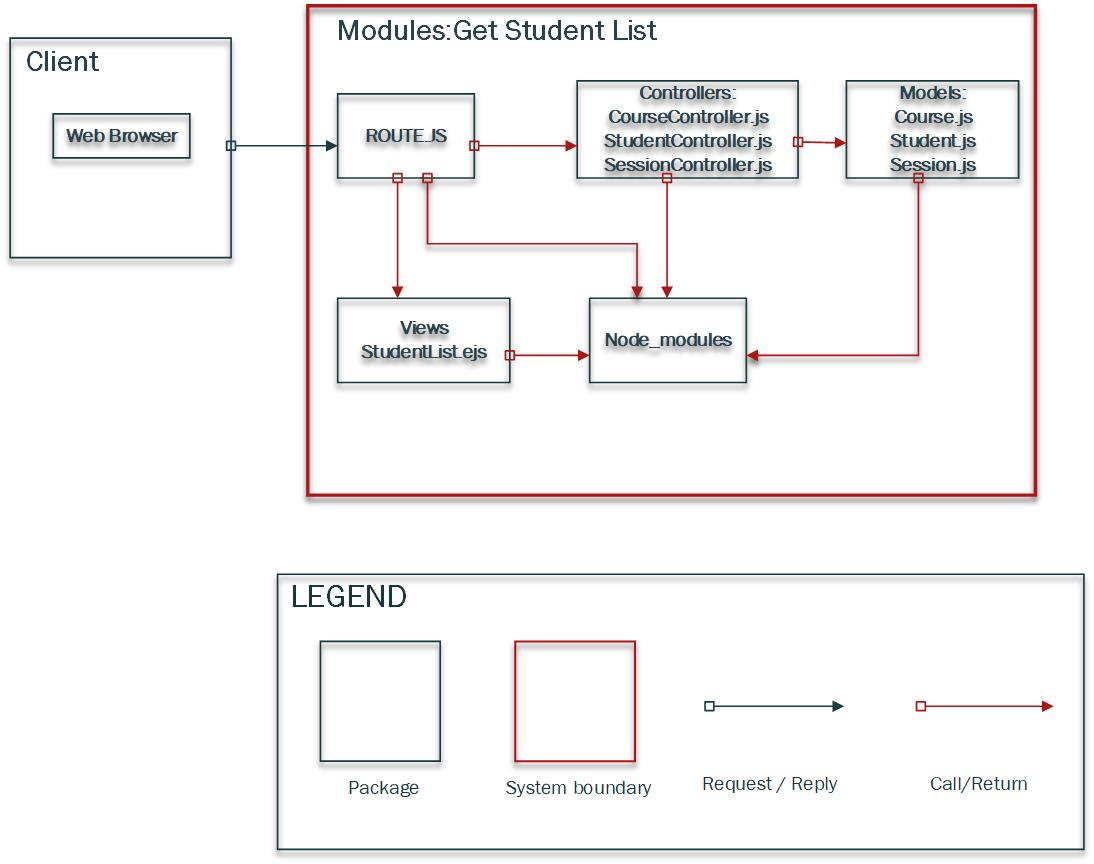 Modules:Get Student List
Client
Web Browser
ROUTE.JS
Controllers:
CourseController.js
StudentController.js
SessionController.js
Models:
Course.js
Student.js
Session.js
Views
StudentList.ejs
Node_modules
LEGEND
Package
System boundary
Request / Reply
Call/Return